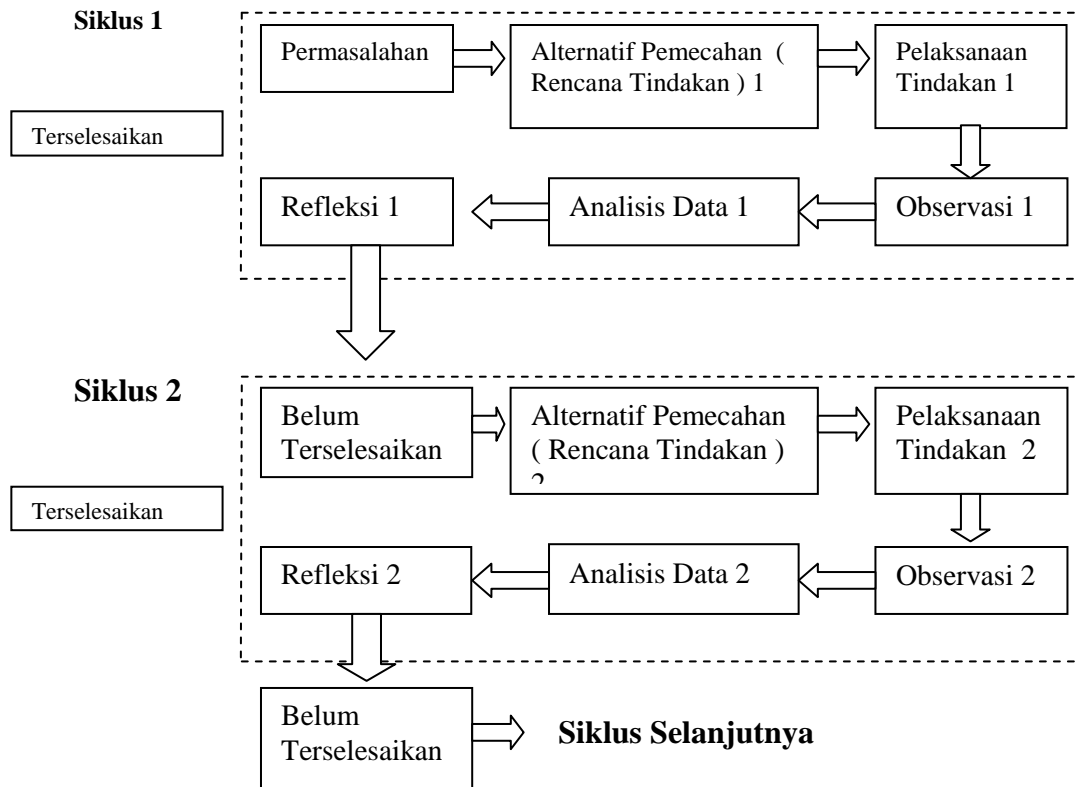 Siklus 1
Permasalahan
Alternatif Pemecahan (
Rencana Tindakan ) 1
Pelaksanaan
Tindakan 1
Terselesaikan
Refleksi 1
Analisis Data 1
Observasi 1
Siklus 2
Belum
Terselesaikan
Alternatif Pemecahan
( Rencana Tindakan )
2
Pelaksanaan
Tindakan 2
Terselesaikan
Refleksi 2
Analisis Data 2
Observasi 2
Belum
Terselesaikan
Siklus Selanjutnya